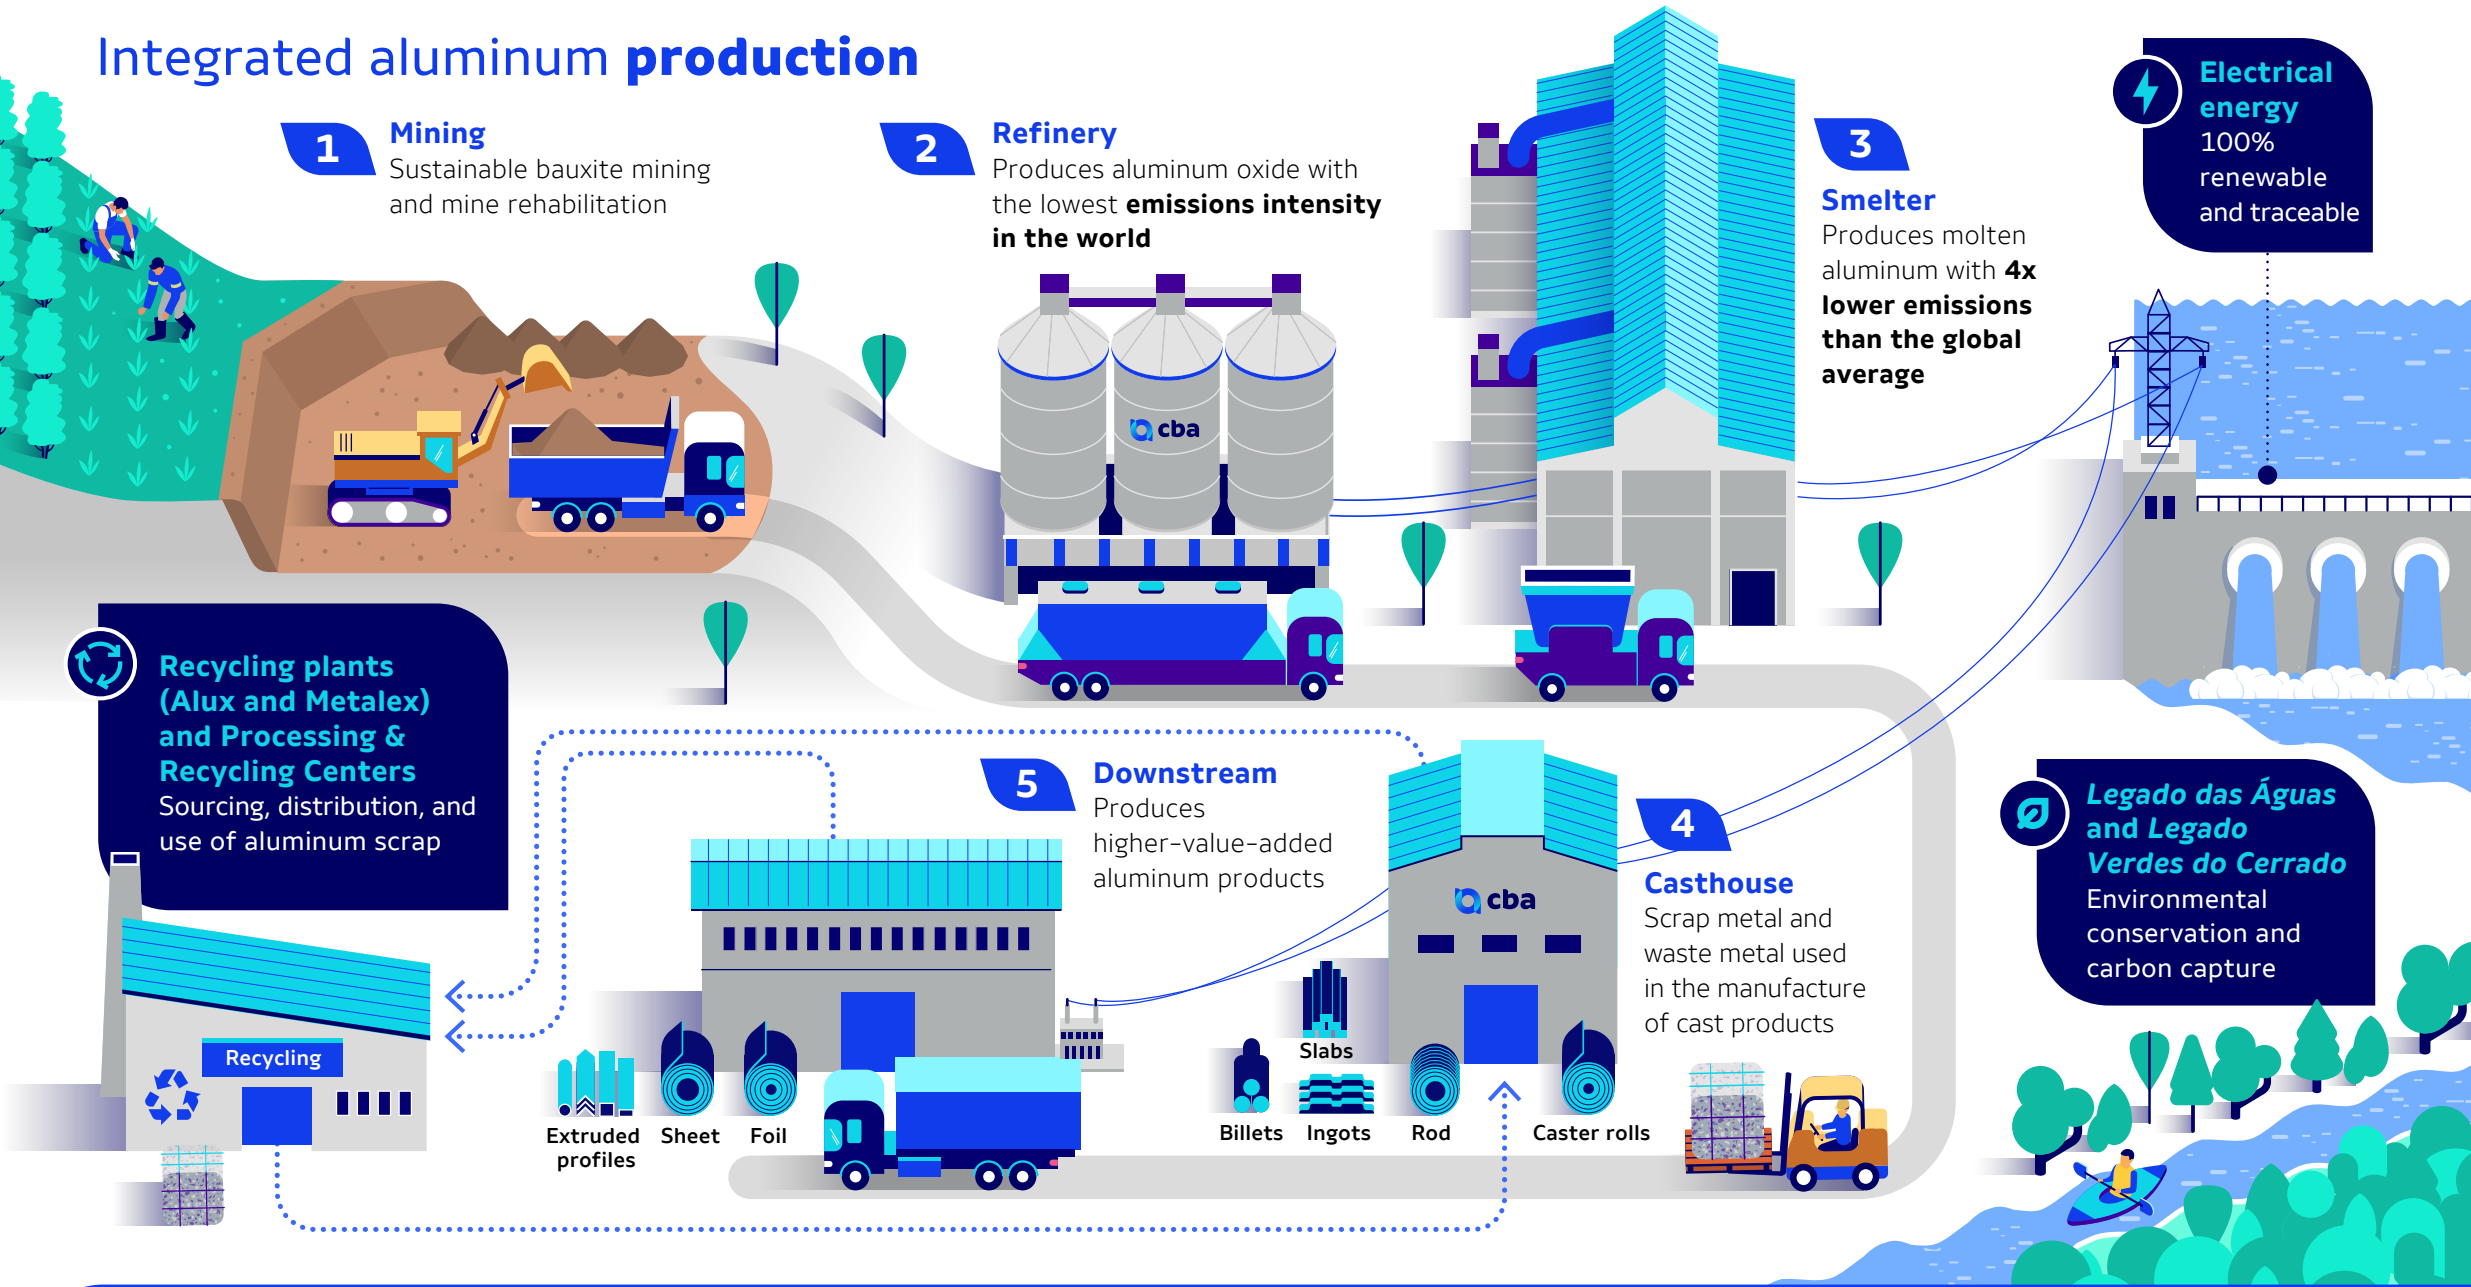 Integrated aluminum production
1
Mining
Sustainable bauxite mining
and mine rehabilitation
2
Refinery
Produces aluminum oxide with
the lowest emissions intensity
in the world
cba
3
Smelter
Produces molten
aluminum with 4x
lower emissions
than the global
average
Electrical
energy
100%
renewable
and traceable
Recycling plants
(Alux and Metalex)
and Processing &
Recycling Centers
Sourcing, distribution, and
use of aluminum scrap
Recycling
5
Downstream
Produces
higher-value-added
aluminum products
Extruded
profiles
Sheet
Foil
4
Casthouse
Scrap metal and
waste metal used
in the manufacture
of cast products
cba
Slabs
Billets
Ingots
Rod
Caster rolls
Legado das Águas
and Legado
Verdes do Cerrado
Environmental
conservation and
carbon capture